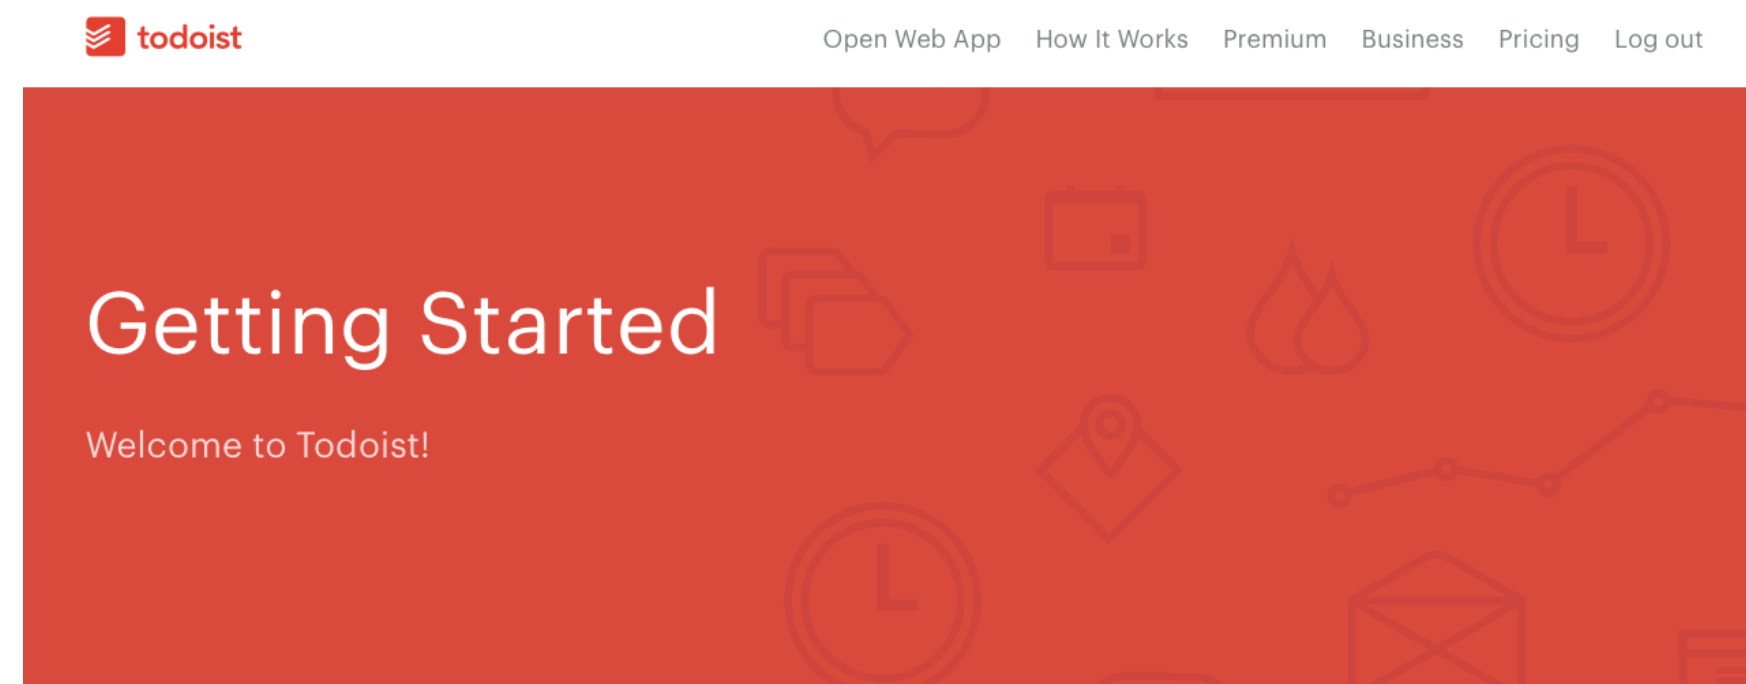 todoist
Open Web App How It Works Premium Business Pricing Log out
Getting Started
Welcome to Todoist!